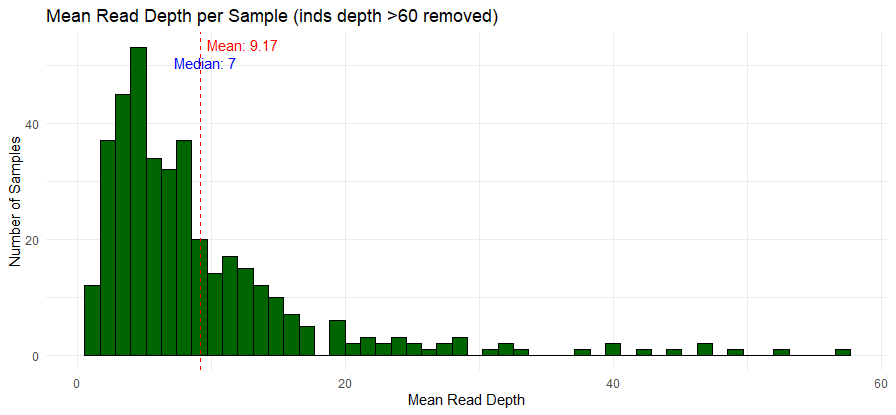 Mean Read Depth per Sample (inds depth >60 removed)
Mean: 9.17
Median: 7
Number of Samples
40
20
0
0
20
40
60
Mean Read Depth